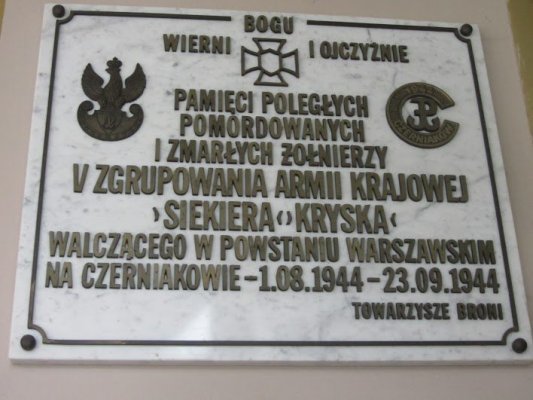 BOGU
WIERNI I OJCZYŹNIE
PAMIĘCI POLEGŁYCH
POMORDOWANYCH
I ZMARŁYCH ŻOŁNIERZY
V ZGRUPOWANIA ARMII KRAJOWEJ
›SIEKIERA‹›KRYSKA‹
WALCZĄCEGO W POWSTANIU WARSZAWSKIM
NA CZERNIAKOWIE – 1.08.1944 – 23.09.1944
TOWARZYSZE BRONI
CZERNIAKÓW